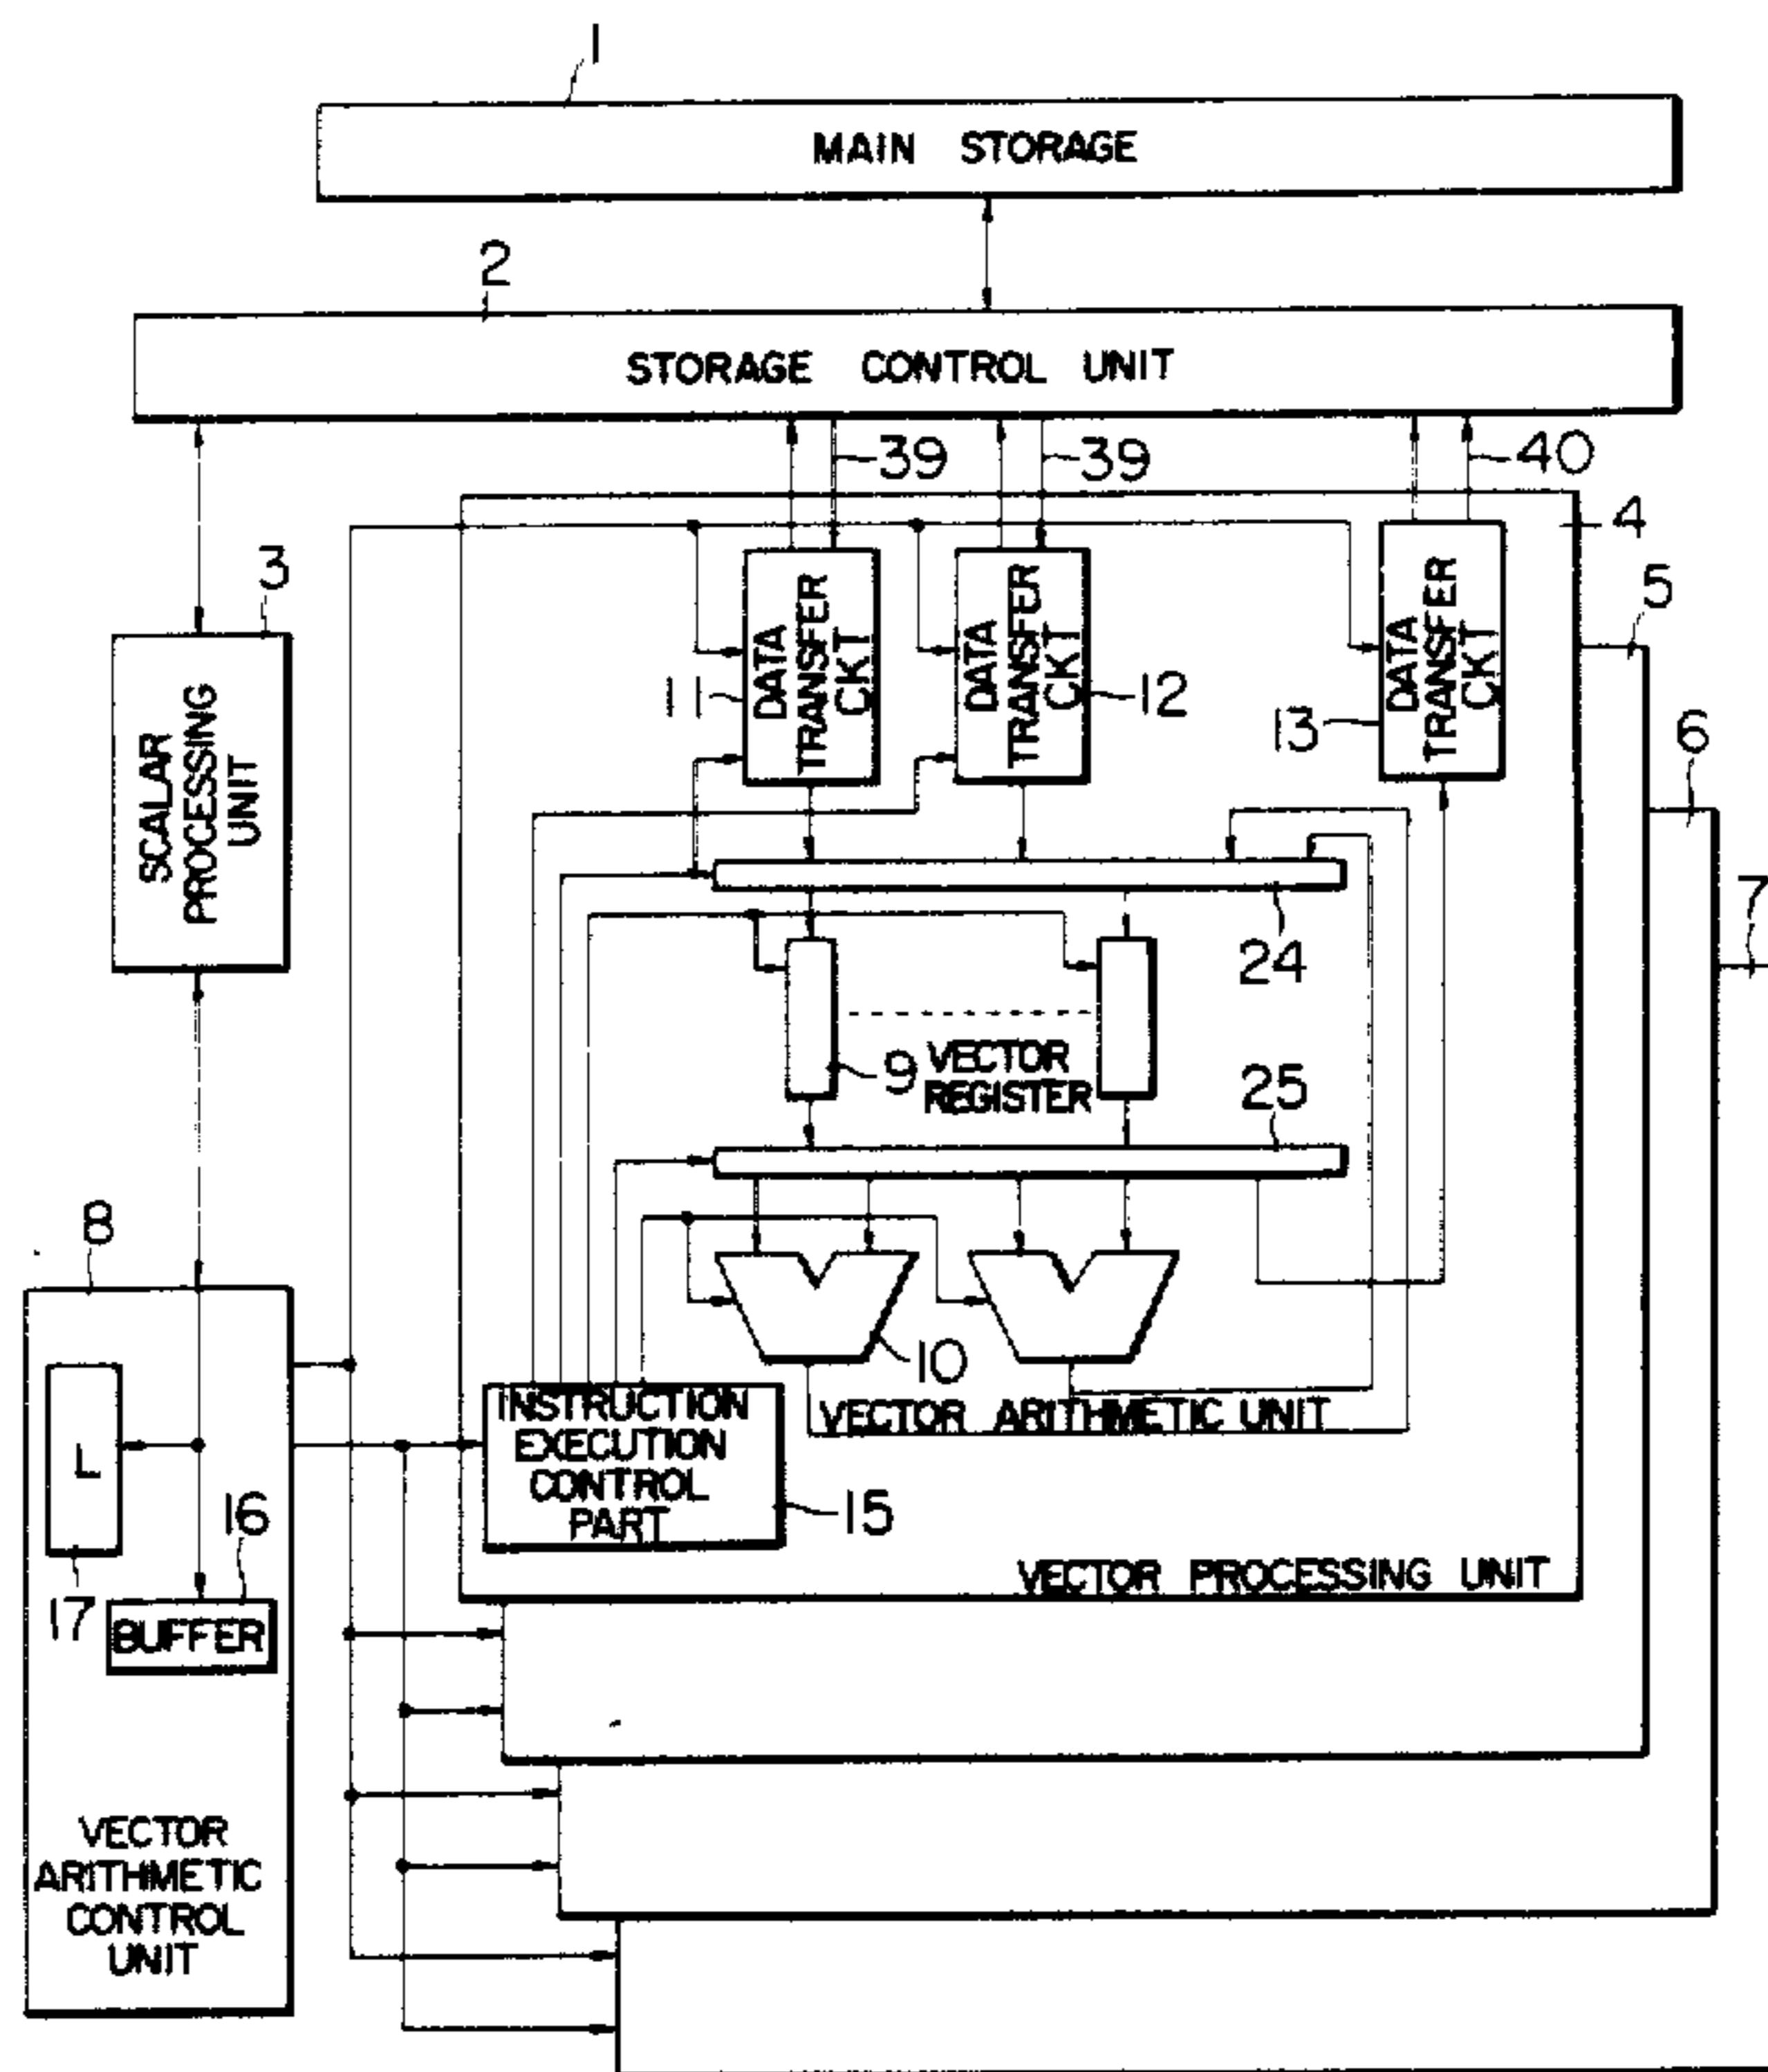 1
MAIN STORAGE
2
STORAGE CONTROL UNIT
39
39
40
4
3
5
SCALAR
PROCESSING
UNIT
11
DATA
TRANSFER
CKT
DATA
TRANSFER
CKT
12
13
DATA
TRANSFER
CKT
6
7
24
9
VECTOR
REGISTER
25
8
10
VECTOR ARITHMETIC UNIT
INSTRUCTION
EXECUTION
CONTROL
PART
15
L
16
17
BUFFER
VECTOR PROCESSING UNIT
VECTOR
ARITHMETIC
CONTROL
UNIT